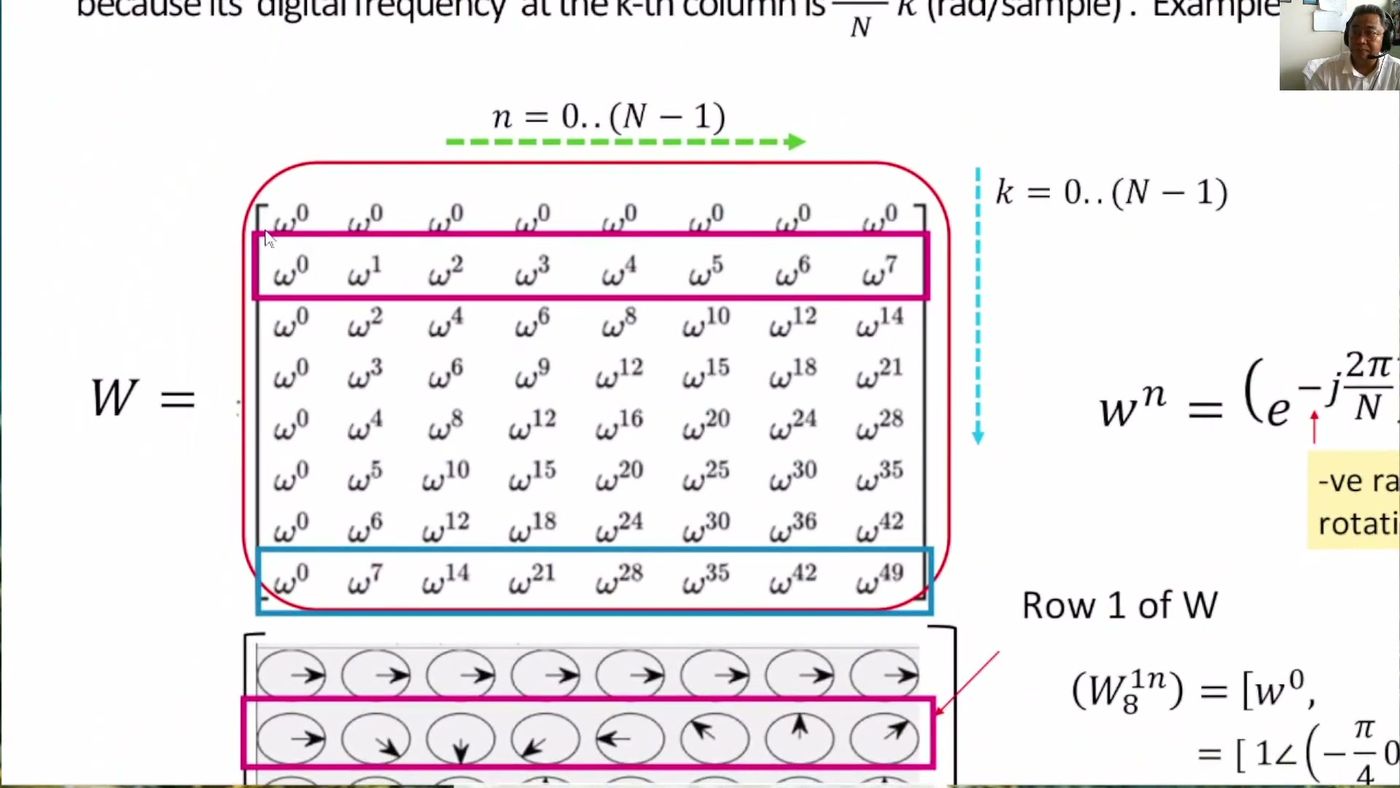 because its 'digital frequency' at the k-th column is — k (rad/sample). Example
N
n = 0..(N − 1)
k = 0..(N − 1)
ω⁰ ω⁰ ω⁰ ω⁰ ω⁰ ω⁰ ω⁰ ω⁰
ω⁰ ω¹ ω² ω³ ω⁴ ω⁵ ω⁶ ω⁷
ω⁰ ω² ω⁴ ω⁶ ω⁸ ω¹⁰ ω¹² ω¹⁴
ω⁰ ω³ ω⁶ ω⁹ ω¹² ω¹⁵ ω¹⁸ ω²¹
W =
ω⁰ ω⁴ ω⁸ ω¹² ω¹⁶ ω²⁰ ω²⁴ ω²⁸
ω⁰ ω⁵ ω¹⁰ ω¹⁵ ω²⁰ ω²⁵ ω³⁰ ω³⁵
ω⁰ ω⁶ ω¹² ω¹⁸ ω²⁴ ω³⁰ ω³⁶ ω⁴²
ω⁰ ω⁷ ω¹⁴ ω²¹ ω²⁸ ω³⁵ ω⁴² ω⁴⁹
wⁿ = (e^−j 2π/N
-ve ra
rotati
Row 1 of W
(W₈¹ⁿ) = [w⁰,
= [ 1∠(−π/4 0